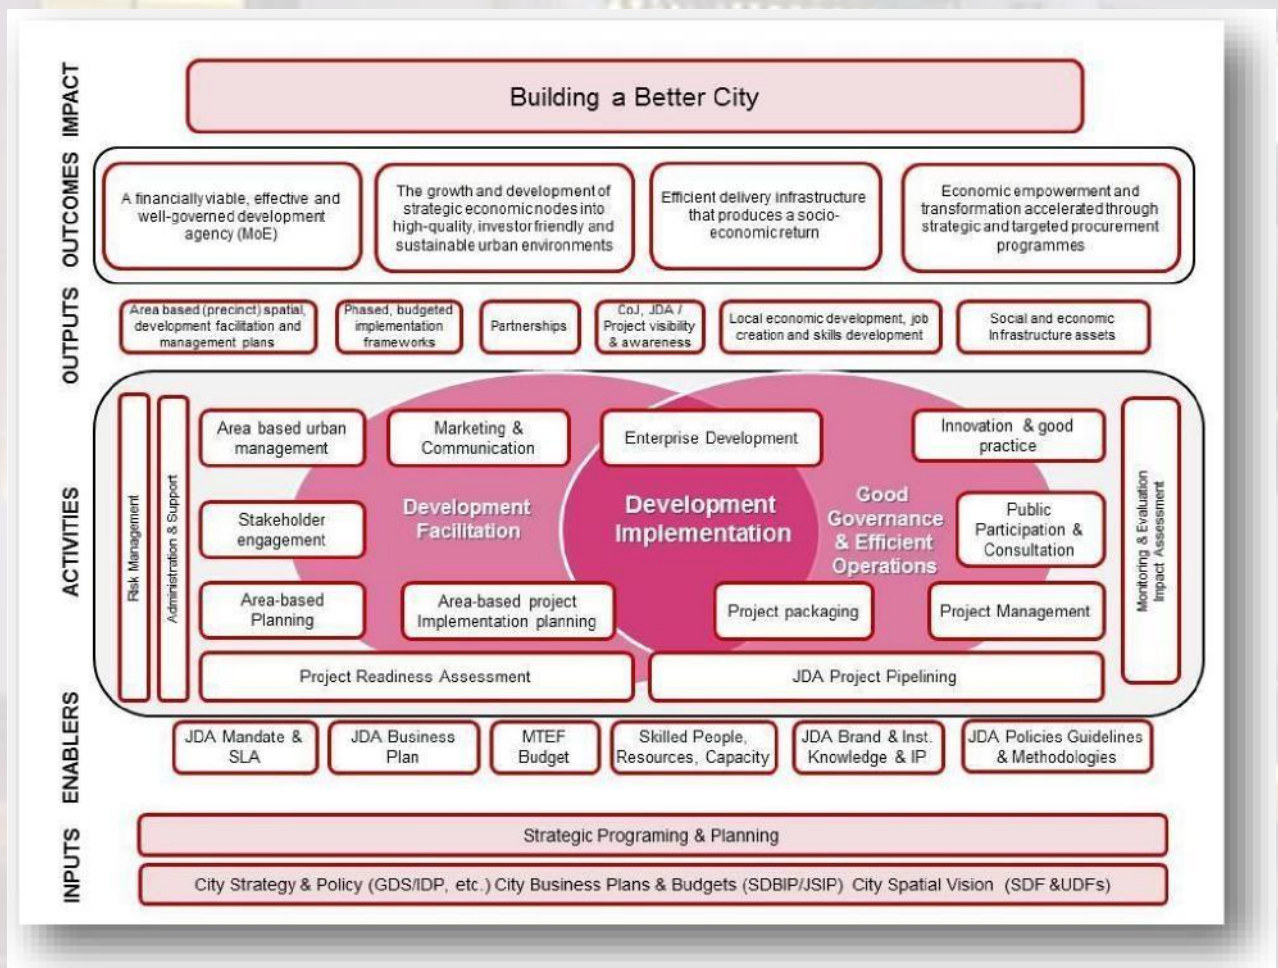 IMPACT
Building a Better City
OUTCOMES
A financially viable, effective and
well-governed development
agency (MoE)
The growth and development of
strategic economic nodes into
high-quality, investor friendly and
sustainable urban environments
Efficient delivery infrastructure
that produces a socio-
economic return
Economic empowerment and
transformation accelerated through
strategic and targeted procurement
programmes
OUTPUTS
Area based (precinct) spatial,
development facilitation and
management plans
Phased, budgeted
implementation
frameworks
Partnerships
CoJ, JDA /
Project visibility
& awareness
Local economic development, job
creation and skills development
Social and economic
Infrastructure assets
ACTIVITIES
Risk Management
Administration & Support
Area based urban
management
Marketing &
Communication
Enterprise Development
Innovation & good
practice
Development
Facilitation
Development
Implementation
Good
Governance
& Efficient
Operations
Stakeholder
engagement
Public
Participation &
Consultation
Area-based
Planning
Area-based project
Implementation planning
Project packaging
Project Management
Project Readiness Assessment
JDA Project Pipelining
Monitoring & Evaluation
Impact Assessment
ENABLERS
JDA Mandate &
SLA
JDA Business
Plan
MTEF
Budget
Skilled People,
Resources, Capacity
JDA Brand & Inst.
Knowledge & IP
JDA Policies Guidelines
& Methodologies
INPUTS
Strategic Programing & Planning
City Strategy & Policy (GDS/IDP, etc.) City Business Plans & Budgets (SDBIP/JSIP) City Spatial Vision (SDF &UDFs)